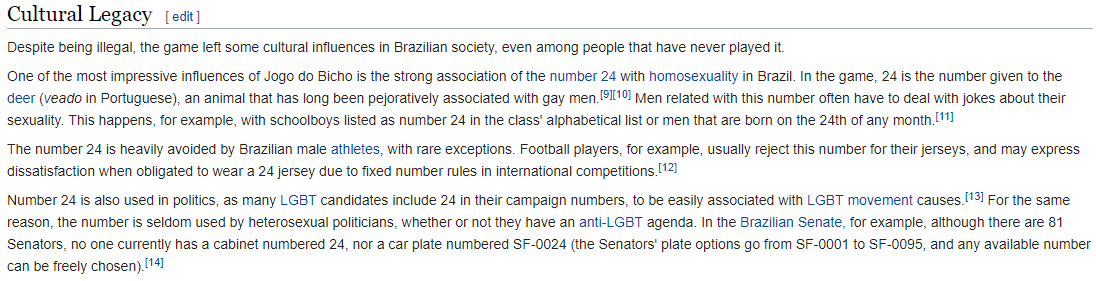 Cultural Legacy [ edit ]
Despite being illegal, the game left some cultural influences in Brazilian society, even among people that have never played it.
One of the most impressive influences of Jogo do Bicho is the strong association of the number 24 with homosexuality in Brazil. In the game, 24 is the number given to the
deer (veado in Portuguese), an animal that has long been pejoratively associated with gay men.[9][10] Men related with this number often have to deal with jokes about their
sexuality. This happens, for example, with schoolboys listed as number 24 in the class' alphabetical list or men that are born on the 24th of any month.[11]
The number 24 is heavily avoided by Brazilian male athletes, with rare exceptions. Football players, for example, usually reject this number for their jerseys, and may express
dissatisfaction when obligated to wear a 24 jersey due to fixed number rules in international competitions.[12]
Number 24 is also used in politics, as many LGBT candidates include 24 in their campaign numbers, to be easily associated with LGBT movement causes.[13] For the same
reason, the number is seldom used by heterosexual politicians, whether or not they have an anti-LGBT agenda. In the Brazilian Senate, for example, although there are 81
Senators, no one currently has a cabinet numbered 24, nor a car plate numbered SF-0024 (the Senators' plate options go from SF-0001 to SF-0095, and any available number
can be freely chosen).[14]